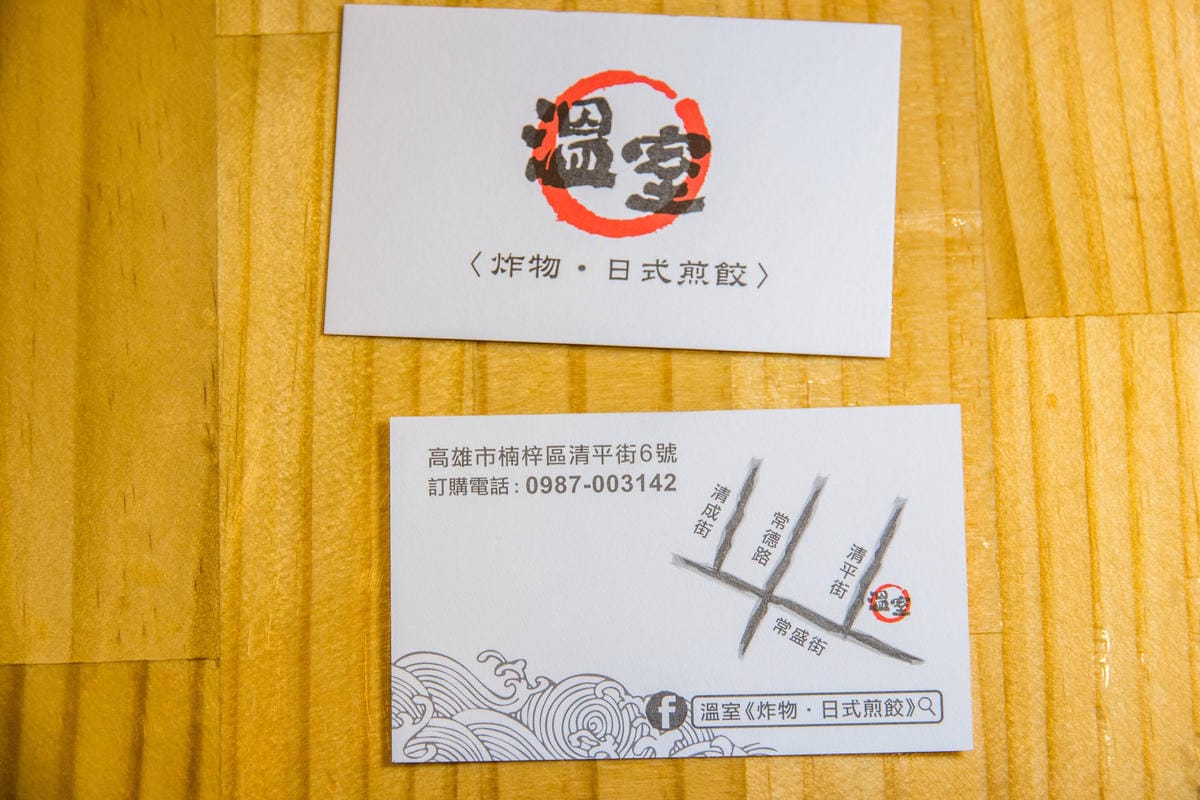 溫室
〈炸物・日式煎餃〉
高雄市楠梓區清平街6號
訂購電話：0987-003142
清成街
常德路
清平街
溫室
常盛街
f 溫室《炸物・日式煎餃》